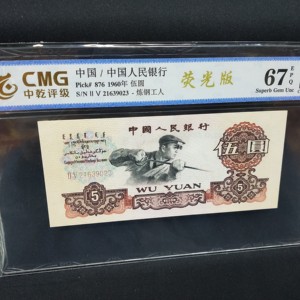 CMG
中乾评级
中国 / 中国人民银行
Pick# 876 1960年 伍圆
S/N II V 21639023 - 炼钢工人
荧光版
67 EPQ
Superb Gem Unc
中国人民银行
伍圆
5
WU YUAN
5